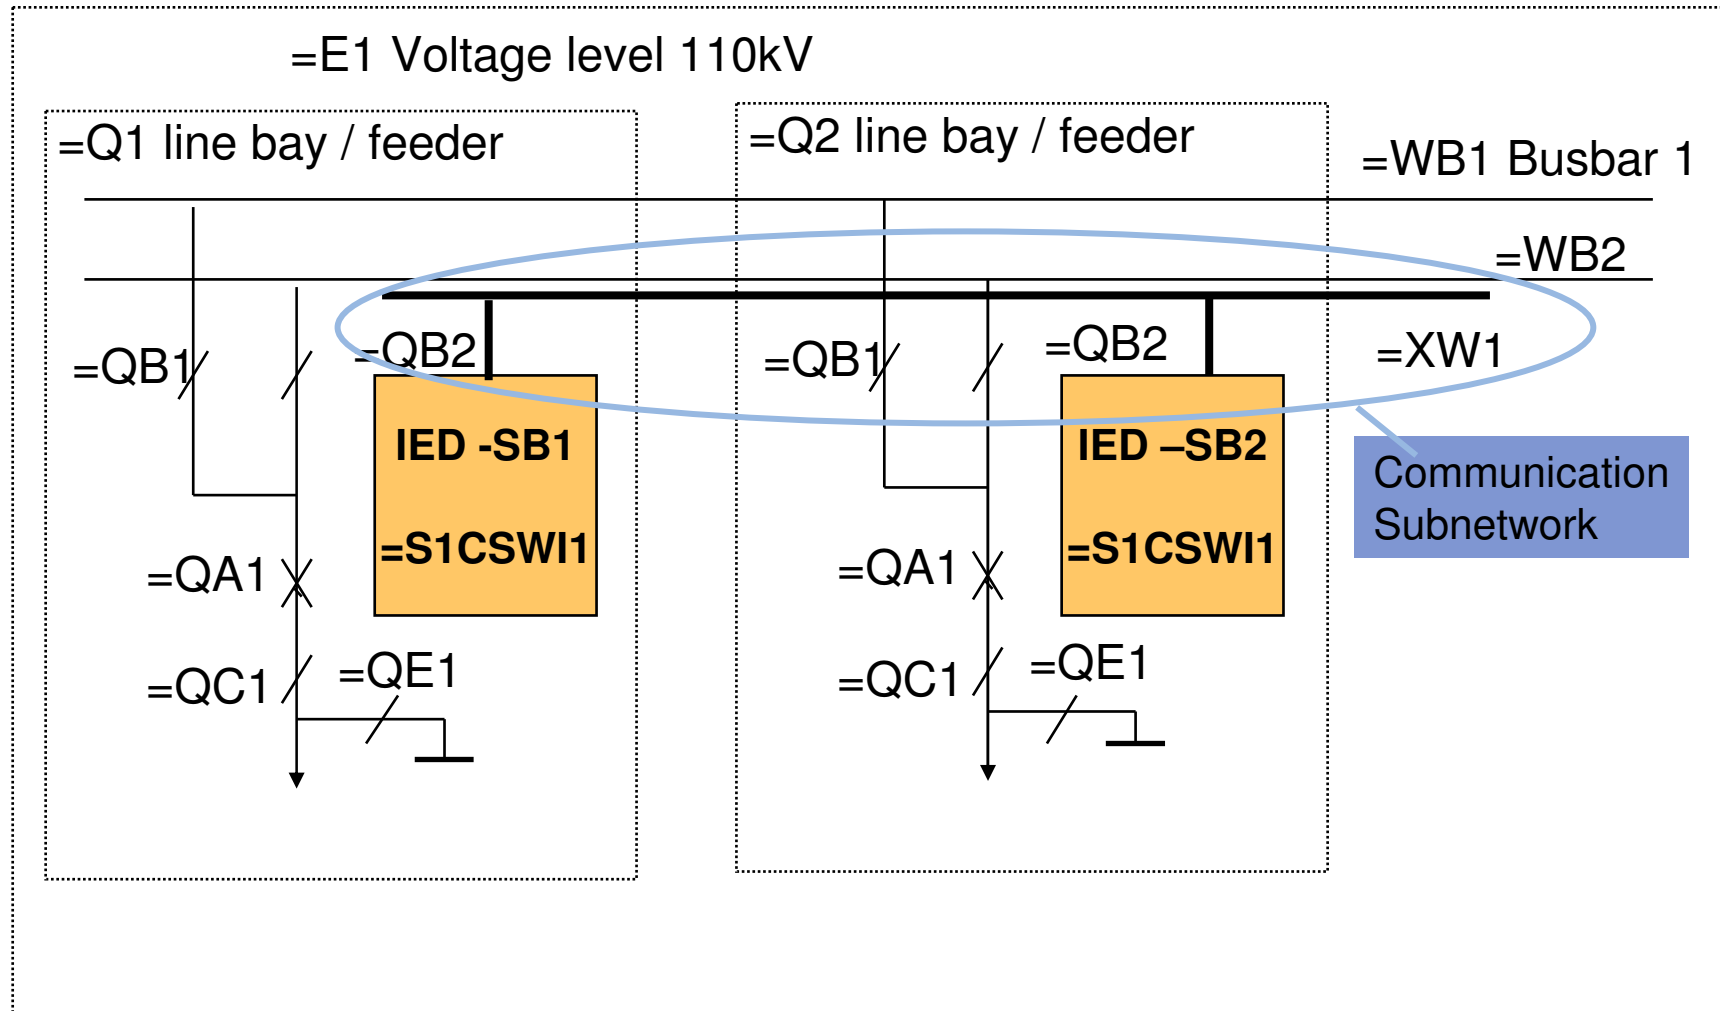 =E1 Voltage level 110kV
=Q1 line bay / feeder
=Q2 line bay / feeder
=WB1 Busbar 1
=WB2
=QB1
=QB2
=QB1
=QB2
=XW1
IED -SB1
=S1CSWI1
IED –SB2
=S1CSWI1
Communication
Subnetwork
=QA1
=QA1
=QC1
=QE1
=QC1
=QE1